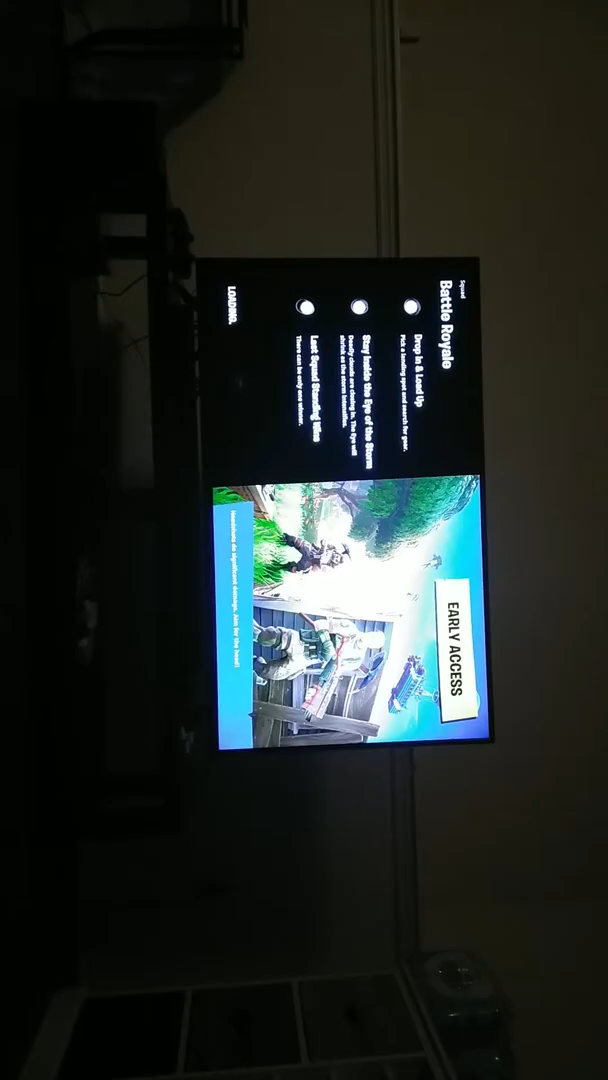 Squad
Battle Royale
Drop In & Load Up
Pick a landing spot and search for gear.
Stay Inside the Eye of the Storm
Deadly clouds are closing in. The Eye will
shrink as the storm intensifies.
Last Squad Standing Wins
There can be only one winner.
LOADING.
EARLY ACCESS
Headshots do significant damage. Aim for the head!